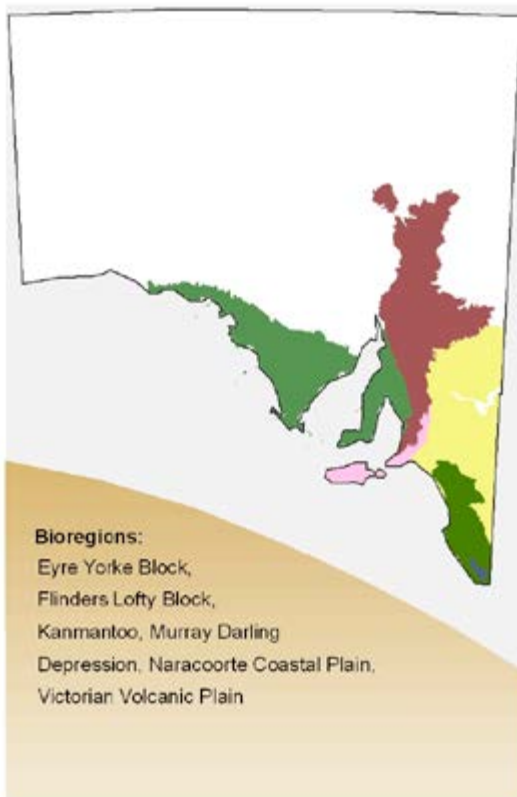 Bioregions:
Eyre Yorke Block,
Flinders Lofty Block,
Kanmantoo, Murray Darling
Depression, Naracoorte Coastal Plain,
Victorian Volcanic Plain